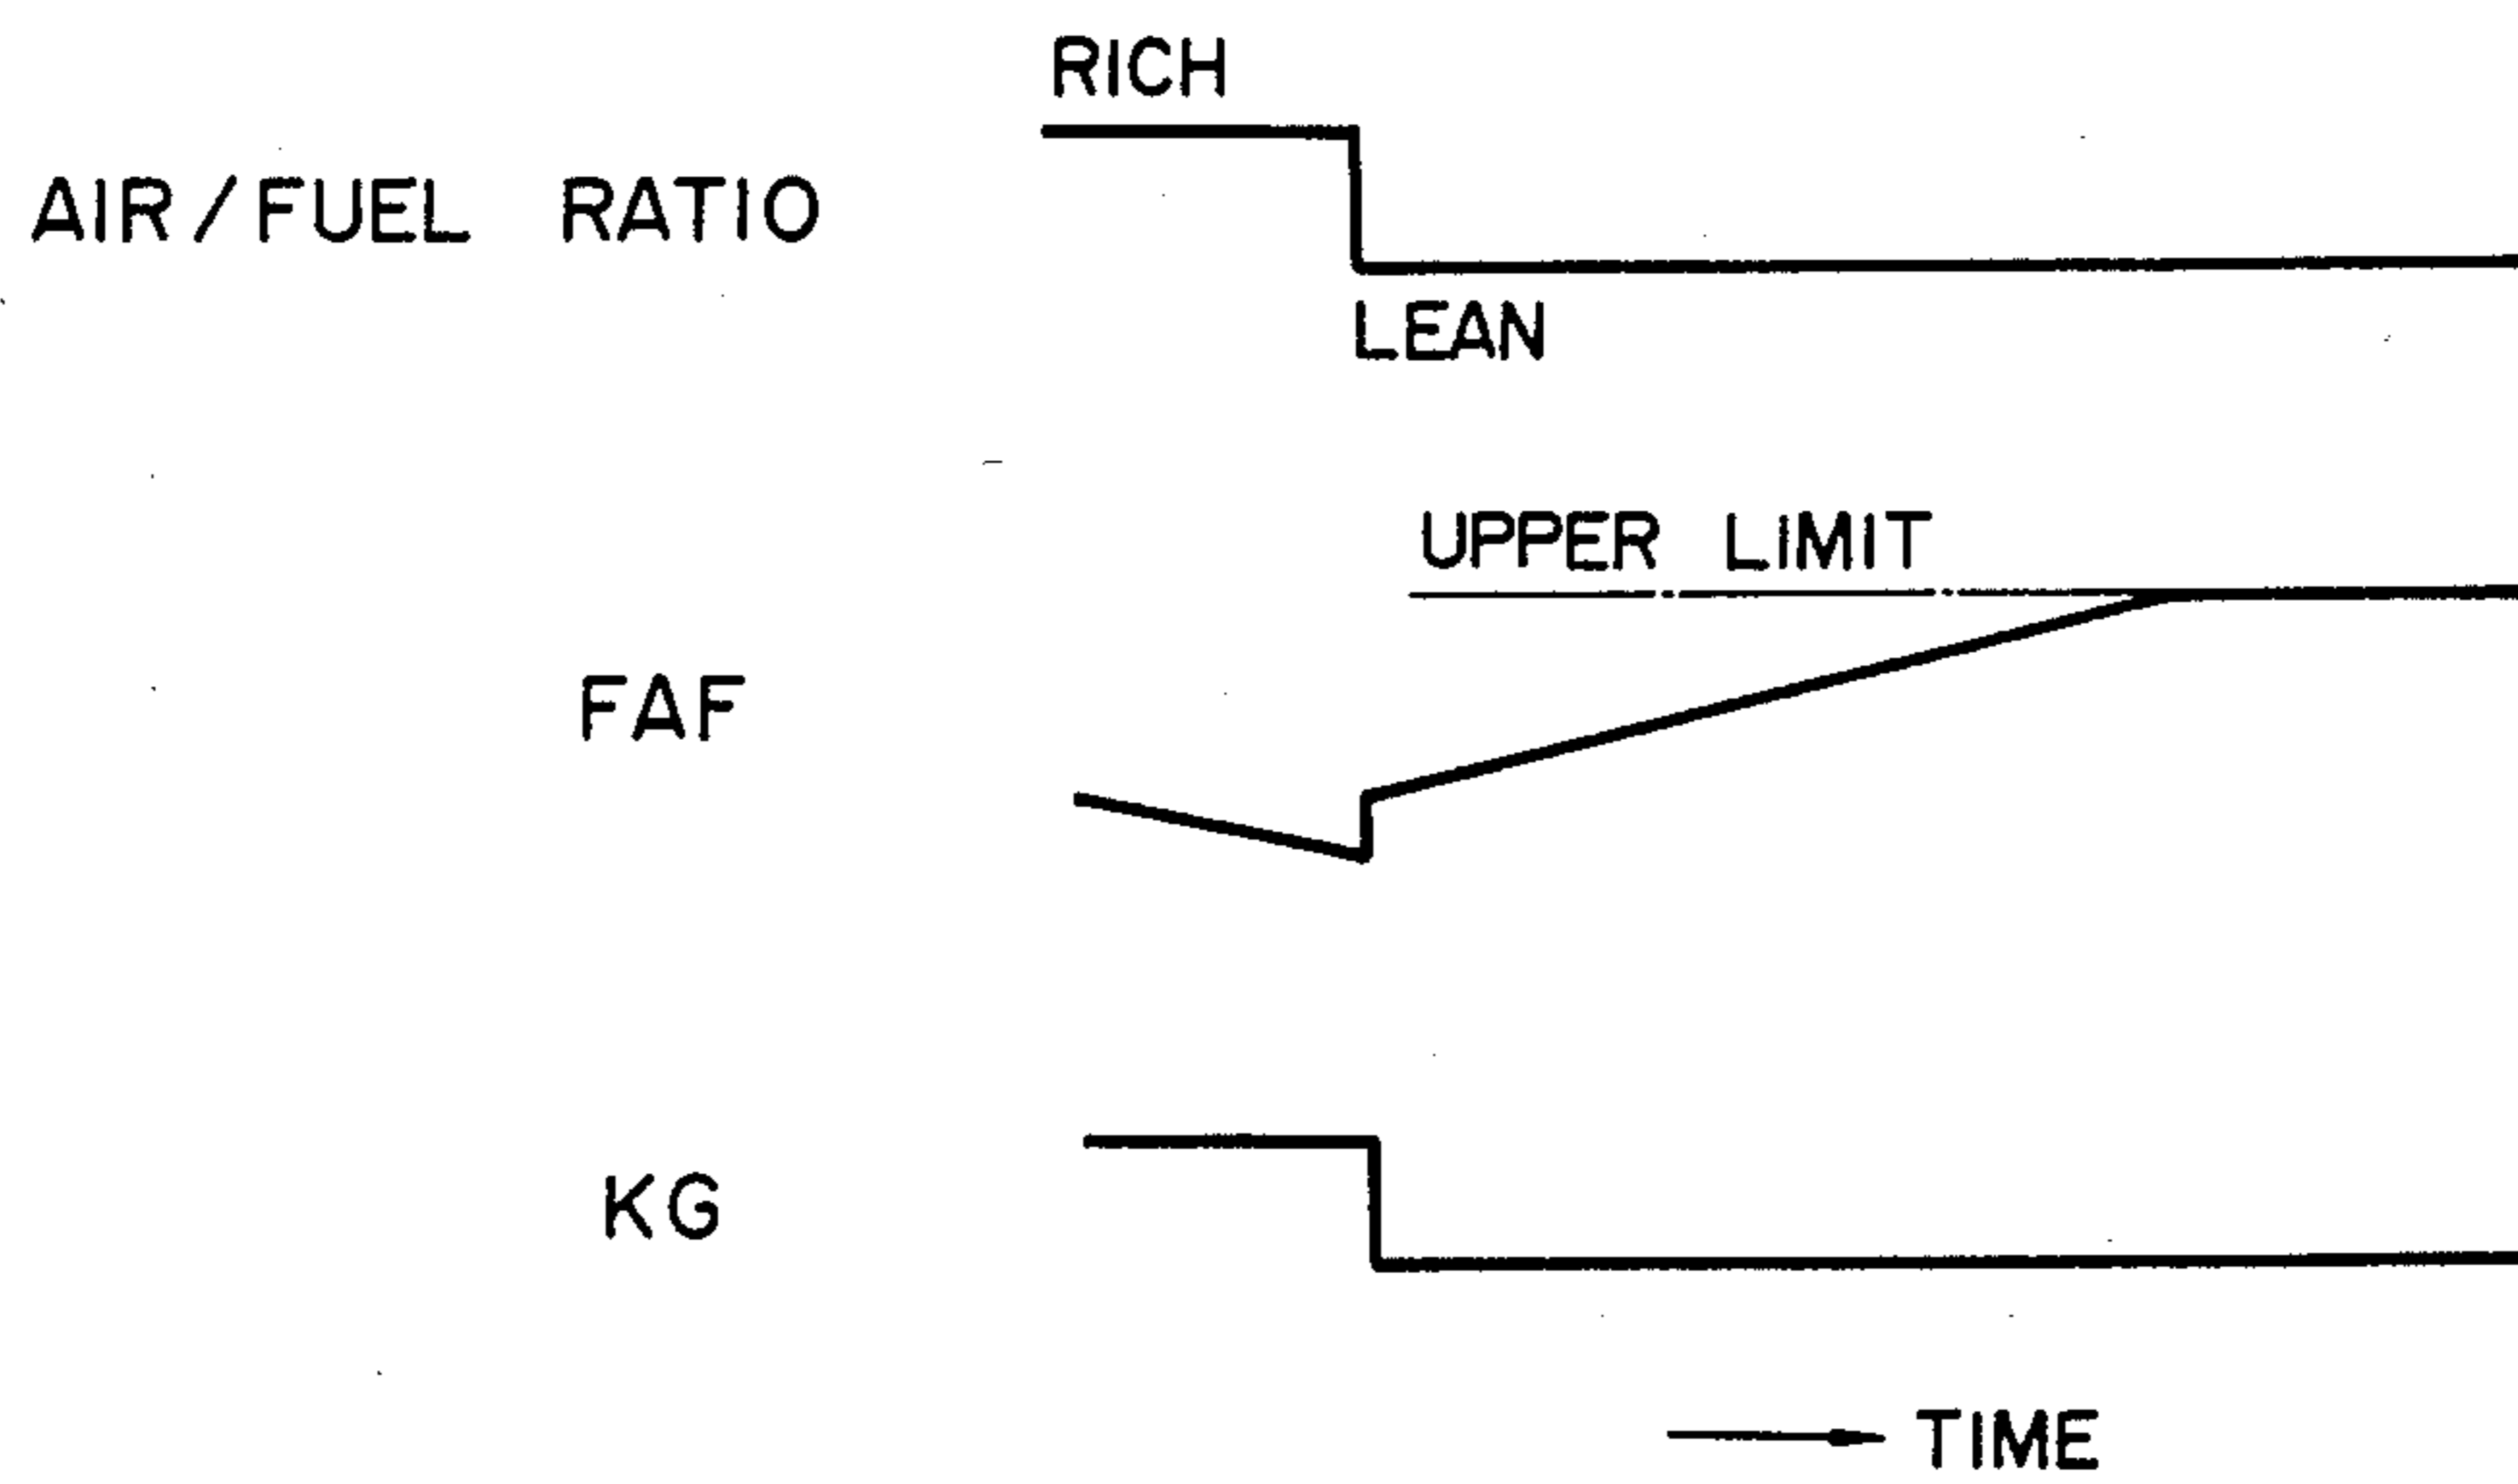 RICH
AIR/FUEL RATIO
LEAN
UPPER LIMIT
FAF
KG
TIME